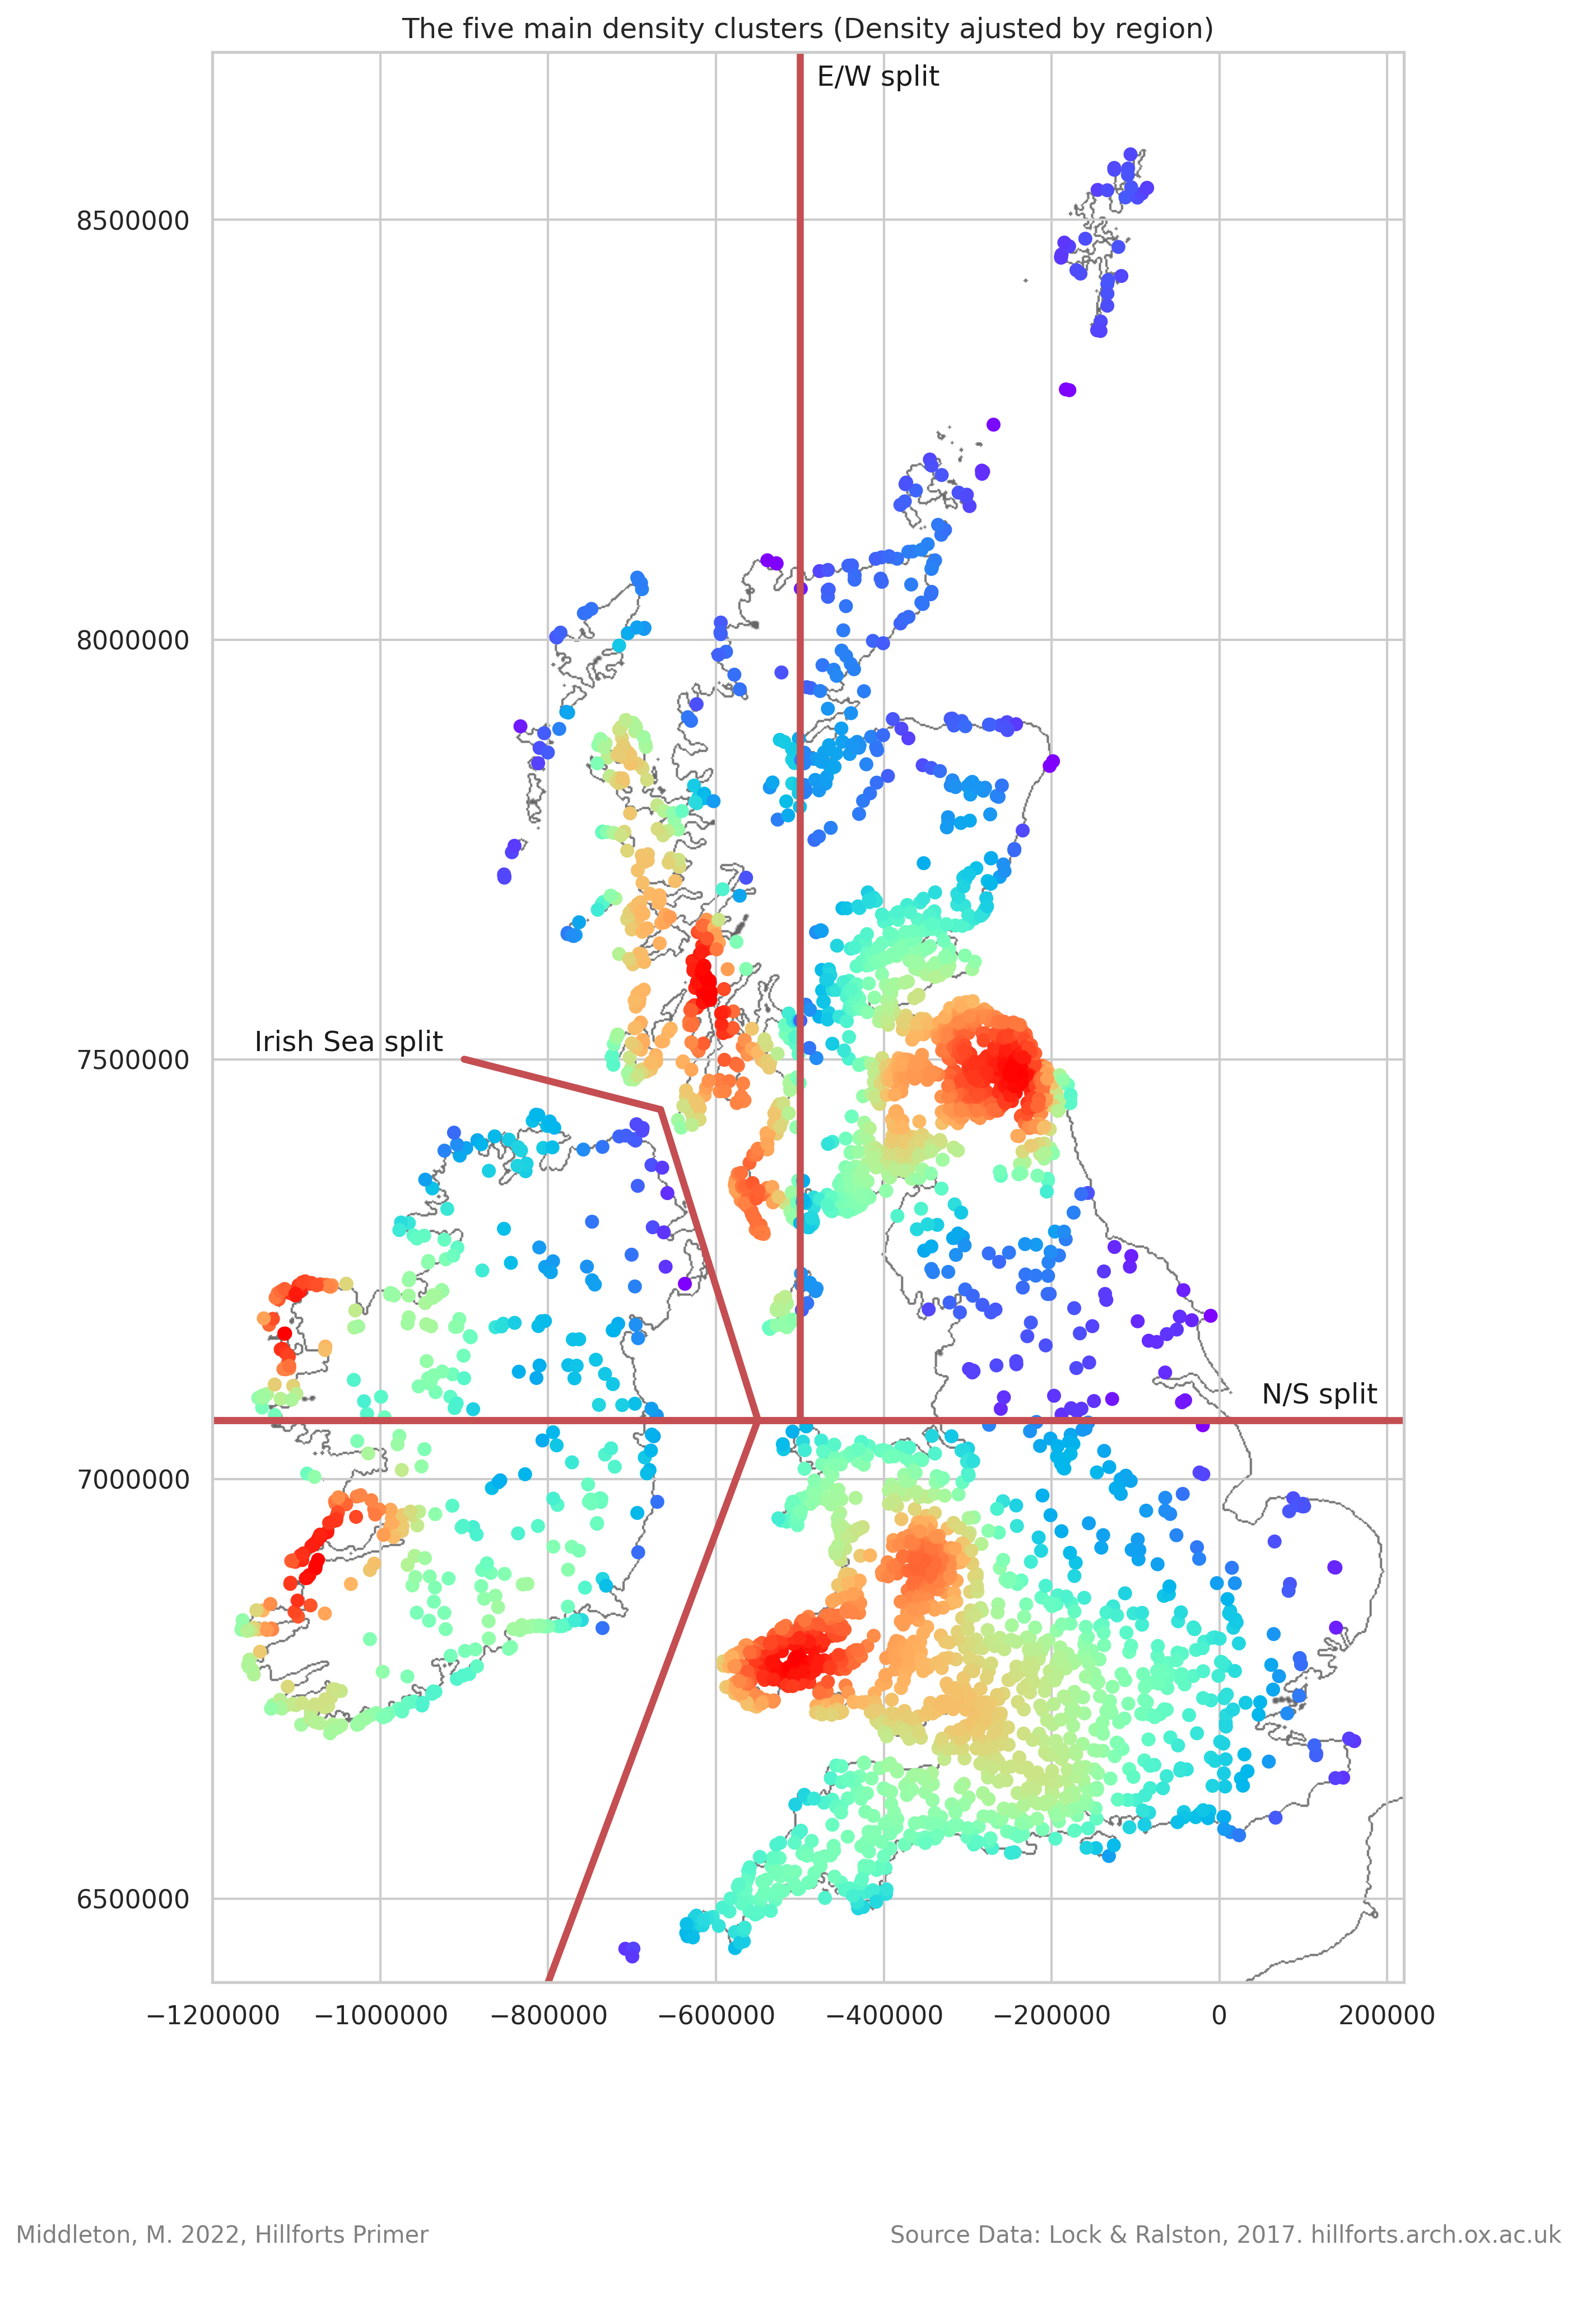 The five main density clusters (Density ajusted by region)
E/W split
8500000
8000000
Irish Sea split
7500000
N/S split
7000000
6500000
−1200000 −1000000 −800000 −600000 −400000 −200000 0 200000
Middleton, M. 2022, Hillforts Primer
Source Data: Lock & Ralston, 2017. hillforts.arch.ox.ac.uk